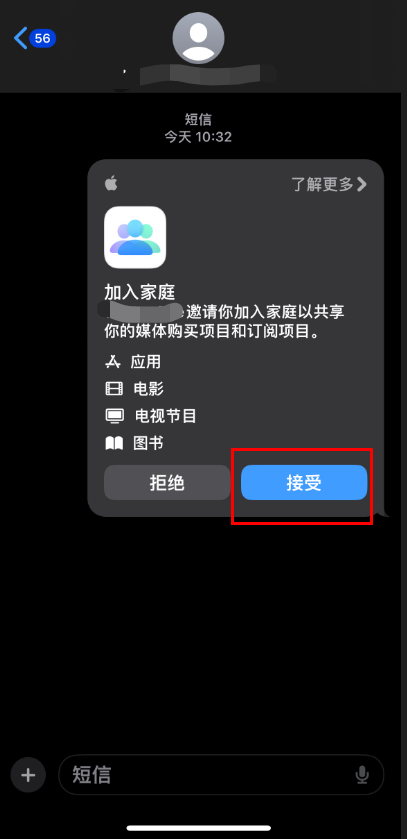 56
短信
今天 10:32
了解更多
加入家庭
邀请你加入家庭以共享
你的媒体购买项目和订阅项目。
应用
电影
电视节目
图书
拒绝
接受
短信